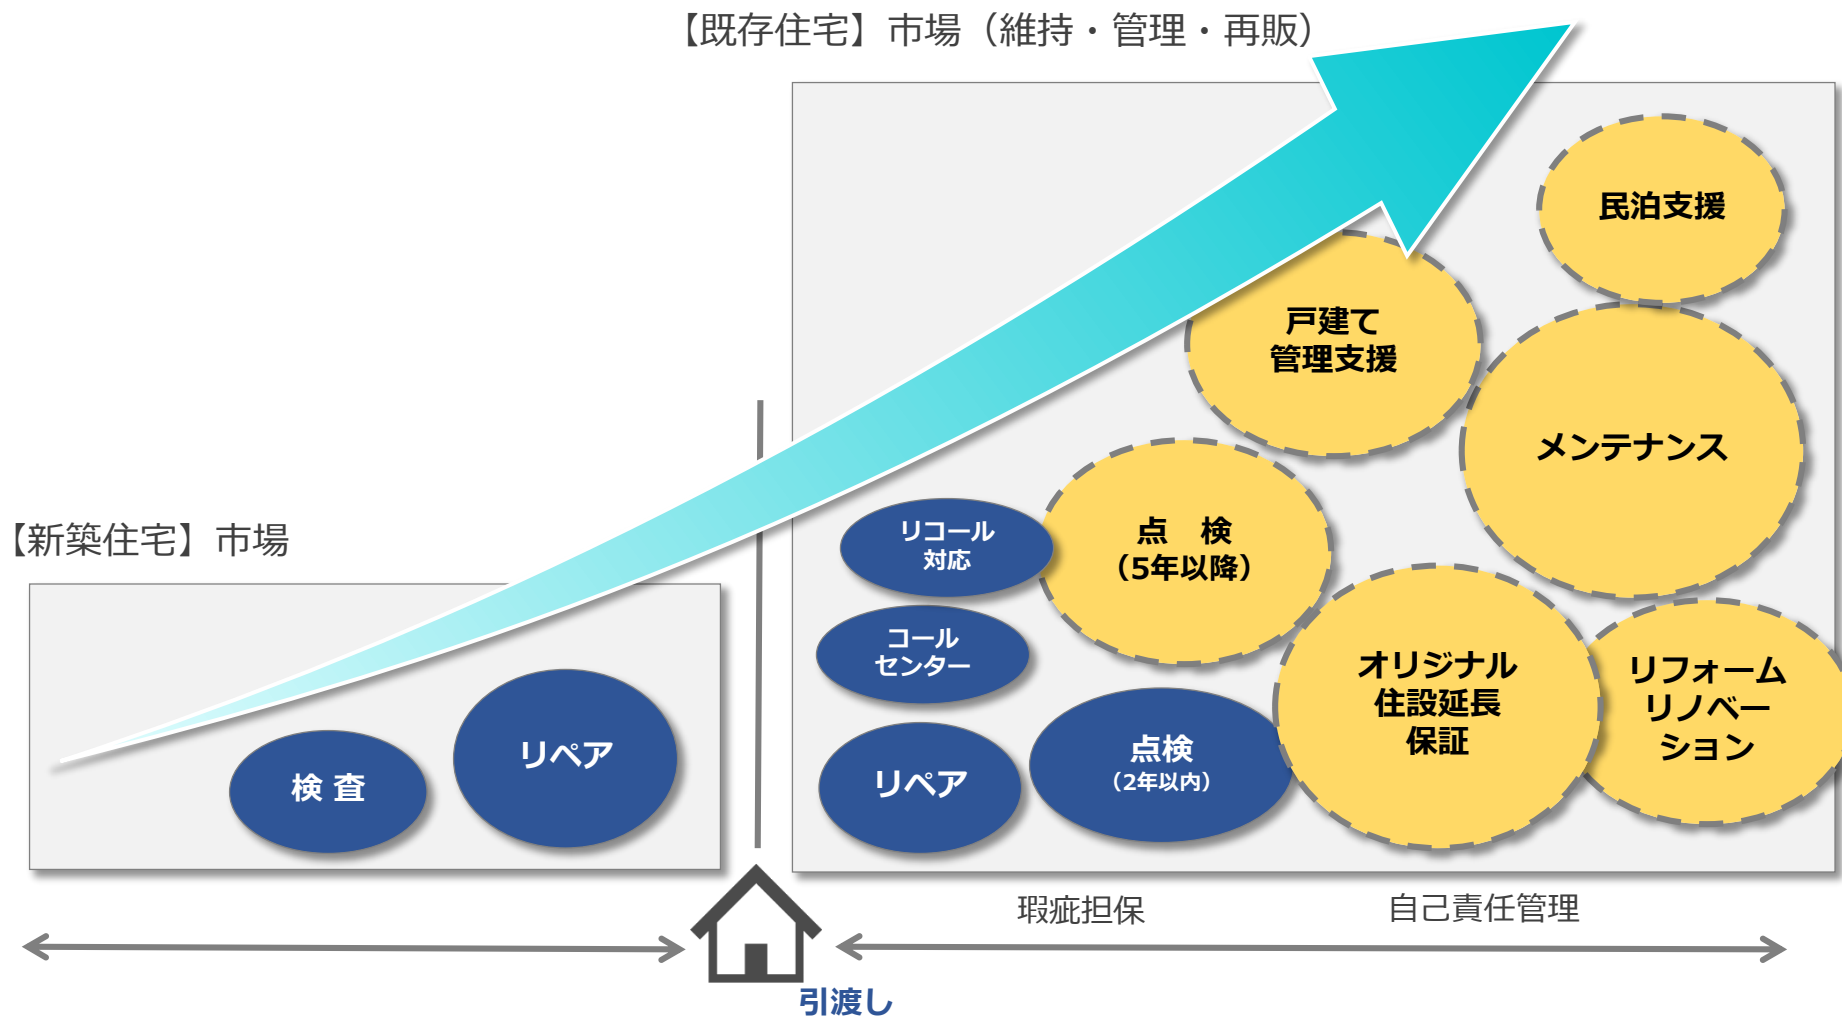 【既存住宅】市場（維持・管理・再販）
民泊支援
戸建て
管理支援
メンテナンス
【新築住宅】市場
リコール
対応
点　検
（5年以降）
コール
センター
オリジナル
住設延長
保証
リフォーム
リノベー
ション
検 査
リペア
リペア
点検
（2年以内）
瑕疵担保
自己責任管理
引渡し